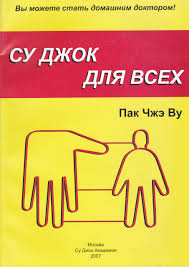 Вы можете стать домашним доктором!
СУ ДЖОК
ДЛЯ ВСЕХ
Пак Чжэ Ву
Москва
Су Джок Академия
2007